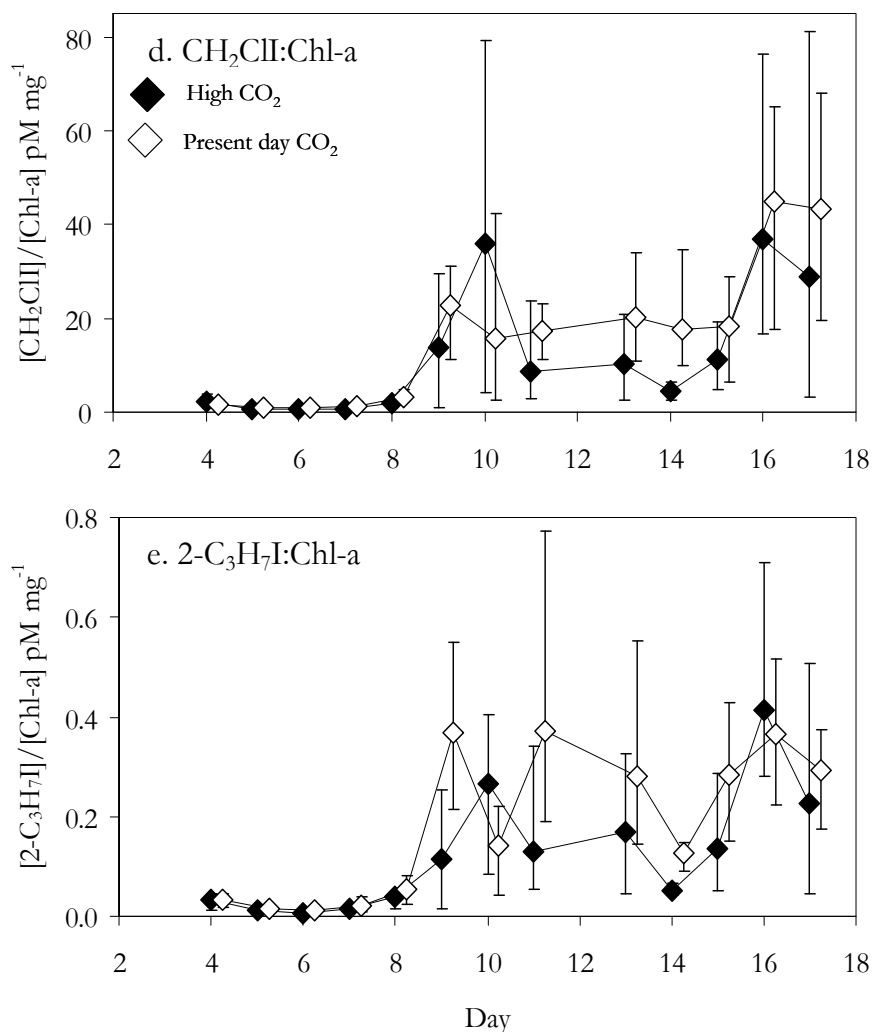 d. CH₂ClI:Chl-a
High CO₂
Present day CO₂
[CH₂ClI]/[Chl-a] pM mg⁻¹
80
60
40
20
0
2 4 6 8 10 12 14 16 18
e. 2-C₃H₇I:Chl-a
[2-C₃H₇I]/[Chl-a] pM mg⁻¹
0.8
0.6
0.4
0.2
0.0
2 4 6 8 10 12 14 16 18
Day